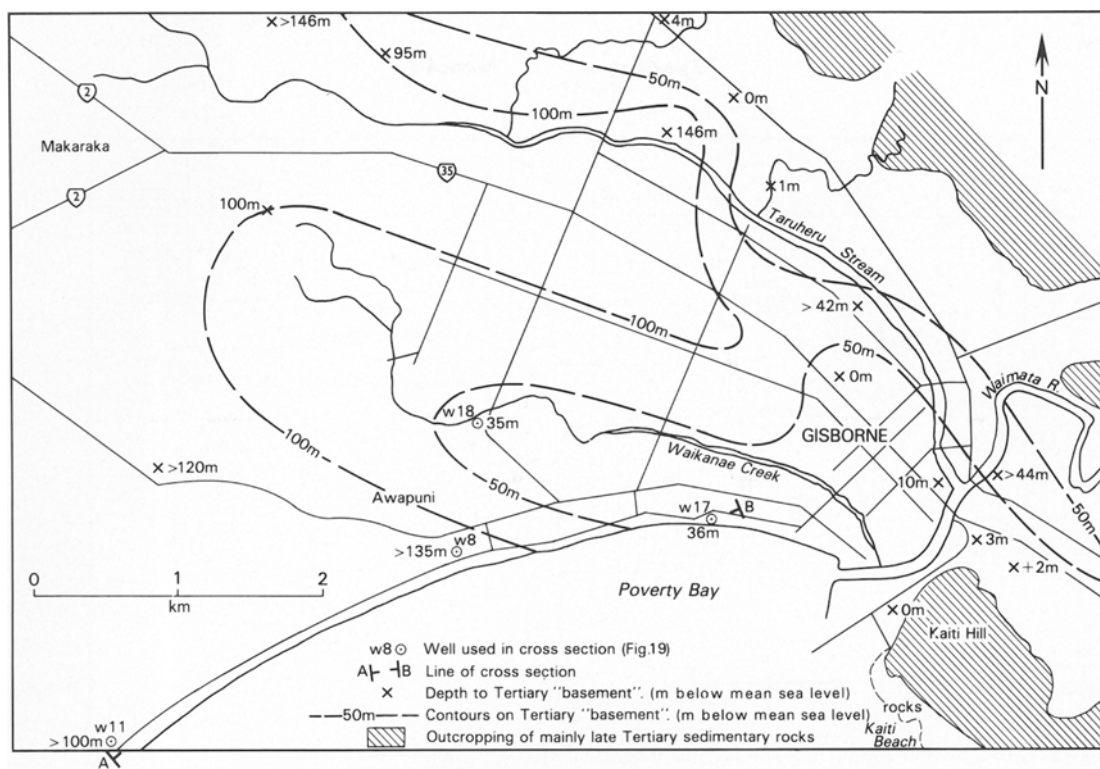 >146m
4m
95m
50m
0m
2
N
100m
146m
Makaraka
35
1m
2
100m
Taruheru
Stream
>42m
100m
50m
0m
Waimata R.
w18
35m
GISBORNE
100m
Waikanae Creek
>120m
50m
10m
>44m
Awapuni
w17
B
50m
w8
>135m
36m
3m
+2m
0 1 2
km
Poverty Bay
0m
Kaiti Hill
w8 Well used in cross section (Fig.19)
A B Line of cross section
× Depth to Tertiary "basement". (m below mean sea level)
50m Contours on Tertiary "basement". (m below mean sea level)
Outcropping of mainly late Tertiary sedimentary rocks
rocks
Kaiti
Beach
w11
>100m
A